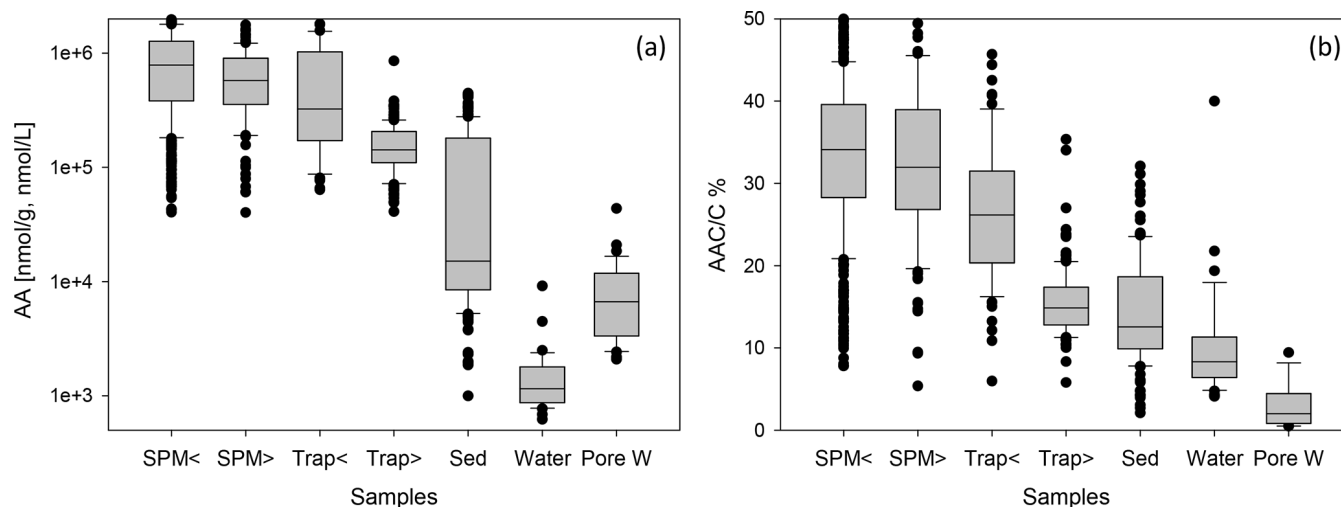 (a)
AA [nmol/g, nmol/L]
1e+6
1e+5
1e+4
1e+3
SPM< SPM> Trap< Trap> Sed Water Pore W
Samples
(b)
AAC/C %
50
40
30
20
10
0
SPM< SPM> Trap< Trap> Sed Water Pore W
Samples